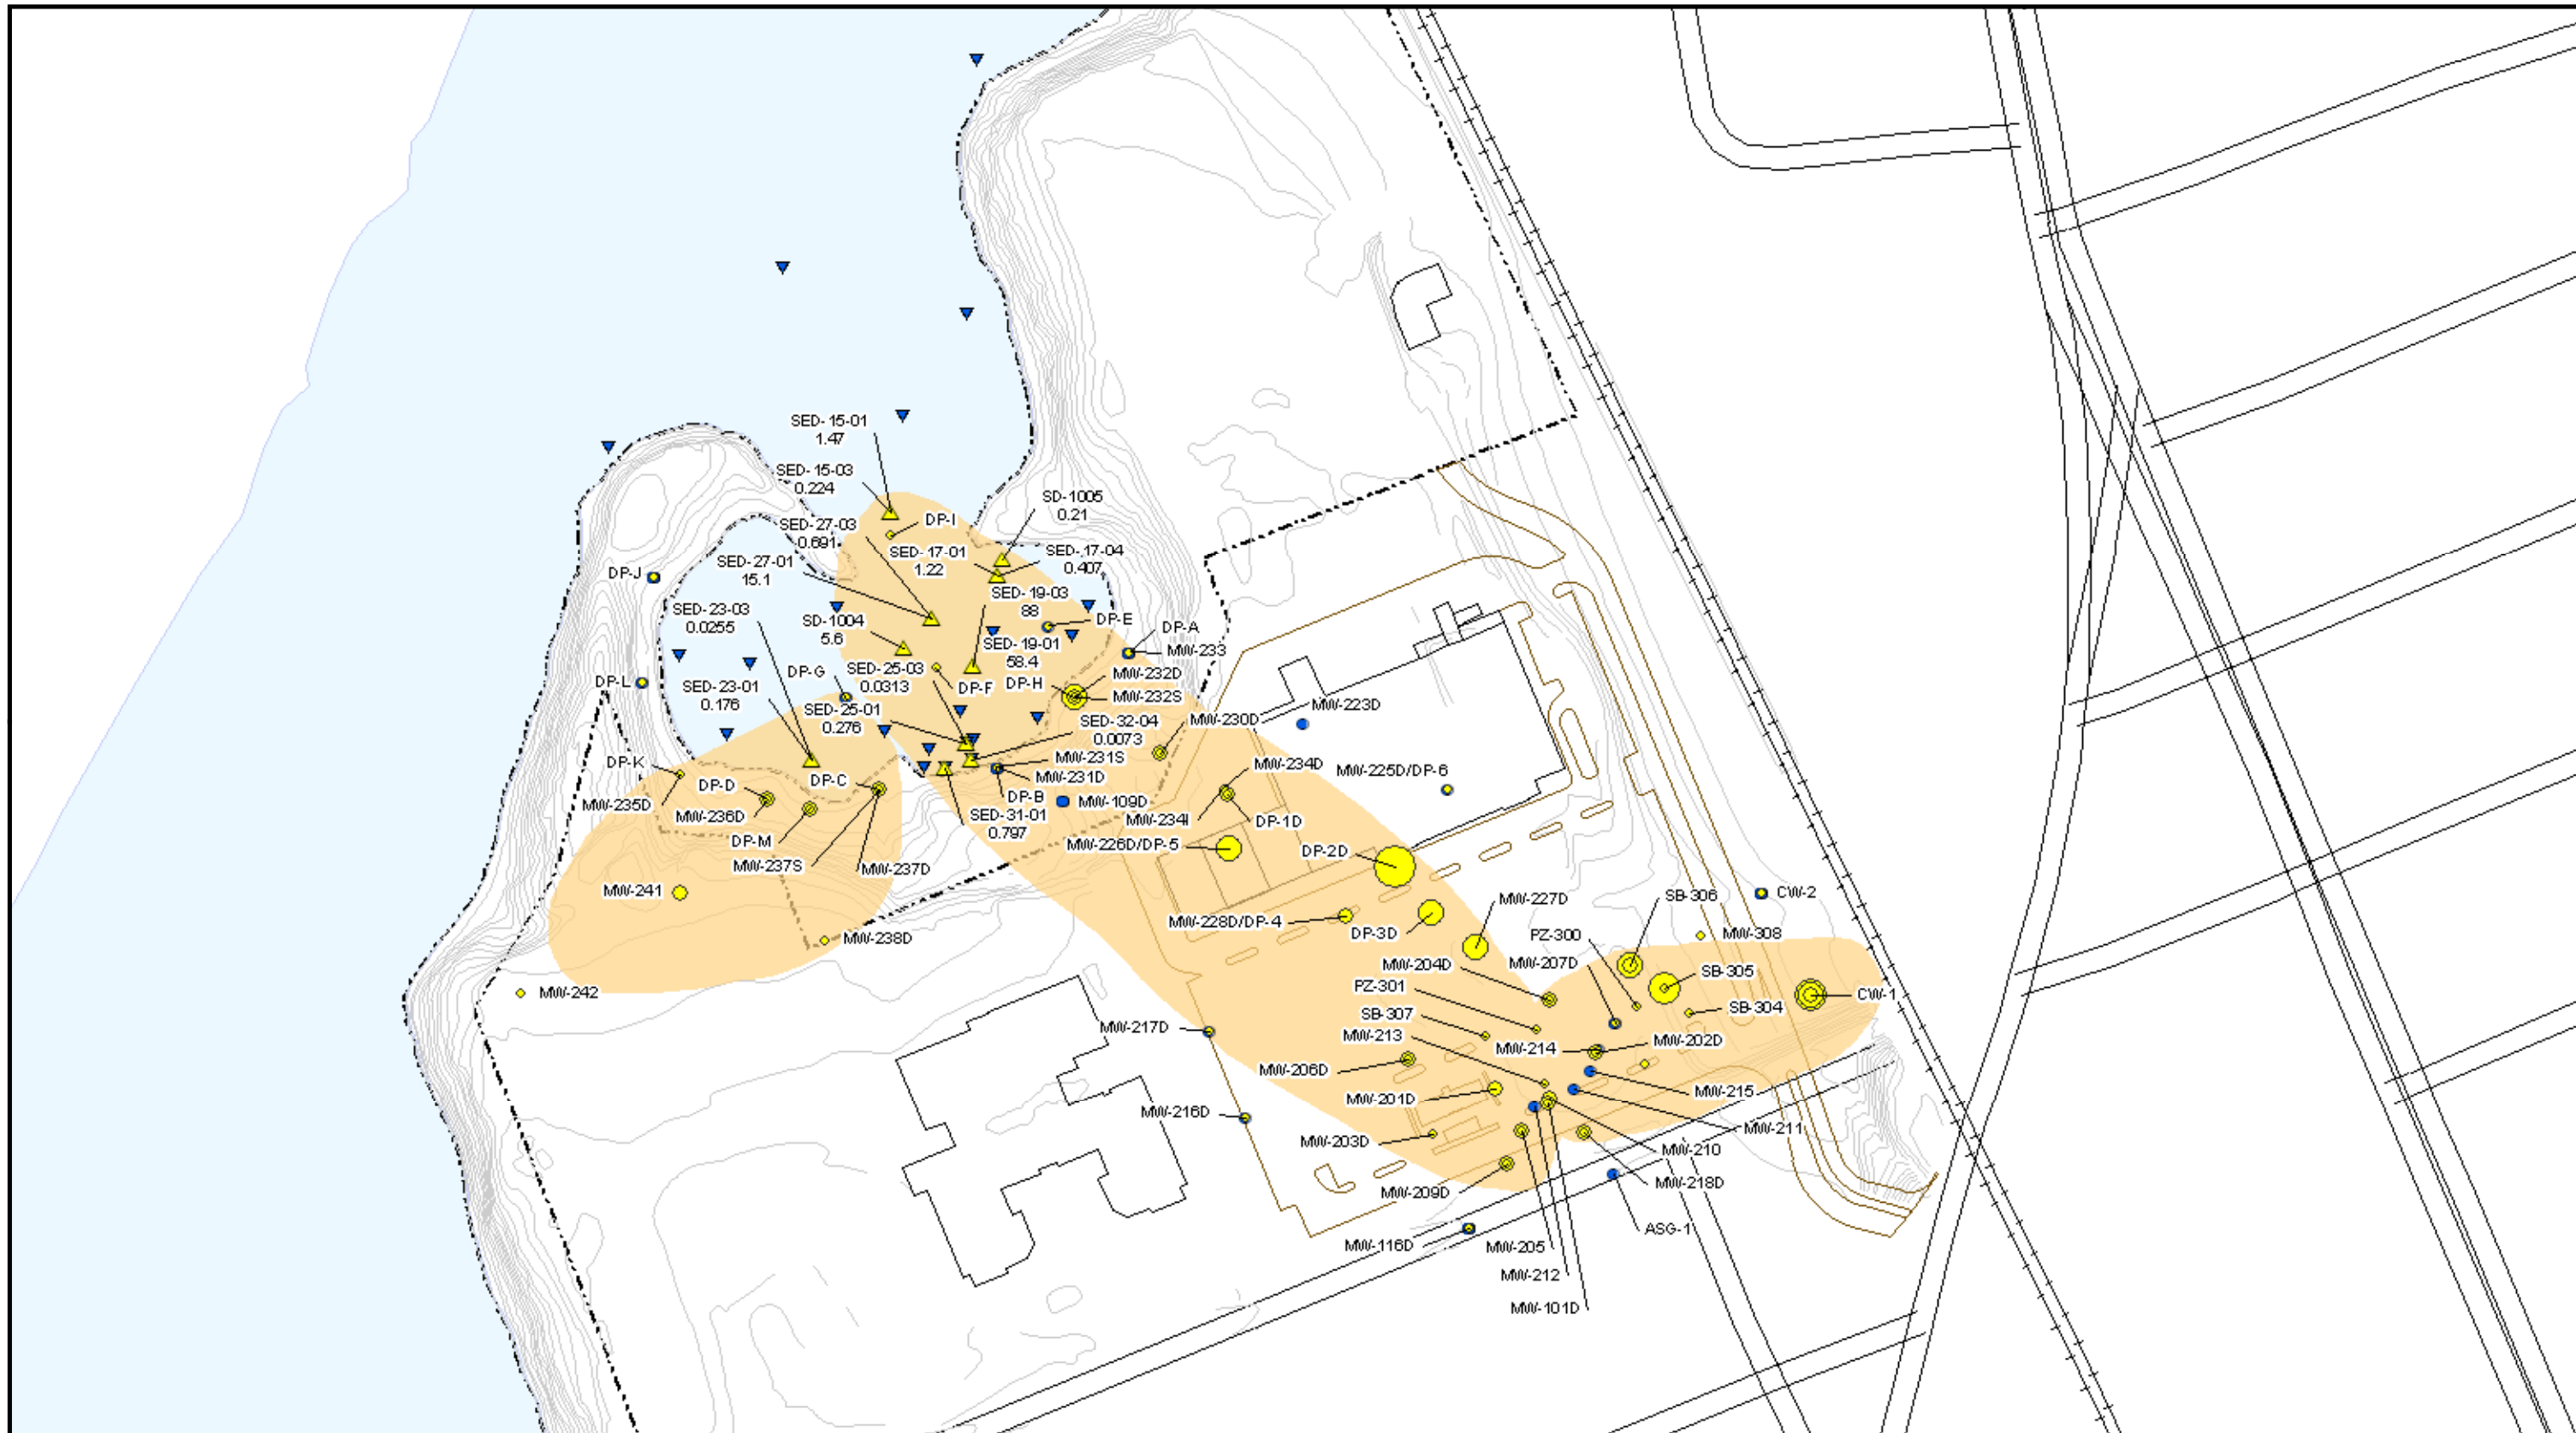 SED-15-01
1.47
SED-15-03
0.224
SD-1005
0.21
SED-27-03
0.691
DP-I
SED-17-01
1.22
SED-17-04
0.407
SED-27-01
15.1
DP-J
SED-19-03
88
SED-23-03
0.0255
SD-1004
5.6
DP-E
DP-A
MW-233
SED-19-01
58.4
DP-G
SED-25-03
0.0313
DP-F
DP-H
MW-232D
MW-232S
DP-L
SED-23-01
0.176
SED-25-01
0.276
SED-32-04
0.0073
MW-230D
MW-223D
DP-K
MW-231S
MW-231D
MW-234D
MW-225D/DP-6
DP-D
DP-C
DP-B
MW-109D
MW-235D
MW-236D
SED-31-01
0.797
MW-234I
DP-1D
DP-M
MW-237S
MW-237D
MW-226D/DP-5
DP-2D
MW-241
MW-227D
SB-306
CW-2
MW-238D
MW-228D/DP-4
DP-3D
PZ-300
MW-308
MW-204D
MW-207D
SB-305
MW-242
PZ-301
CW-1
SB-307
SB-304
MW-217D
MW-213
MW-214
MW-202D
MW-206D
MW-201D
MW-215
MW-216D
MW-203D
MW-211
MW-210
MW-209D
MW-218D
ASG-1
MW-116D
MW-205
MW-212
MW-101D